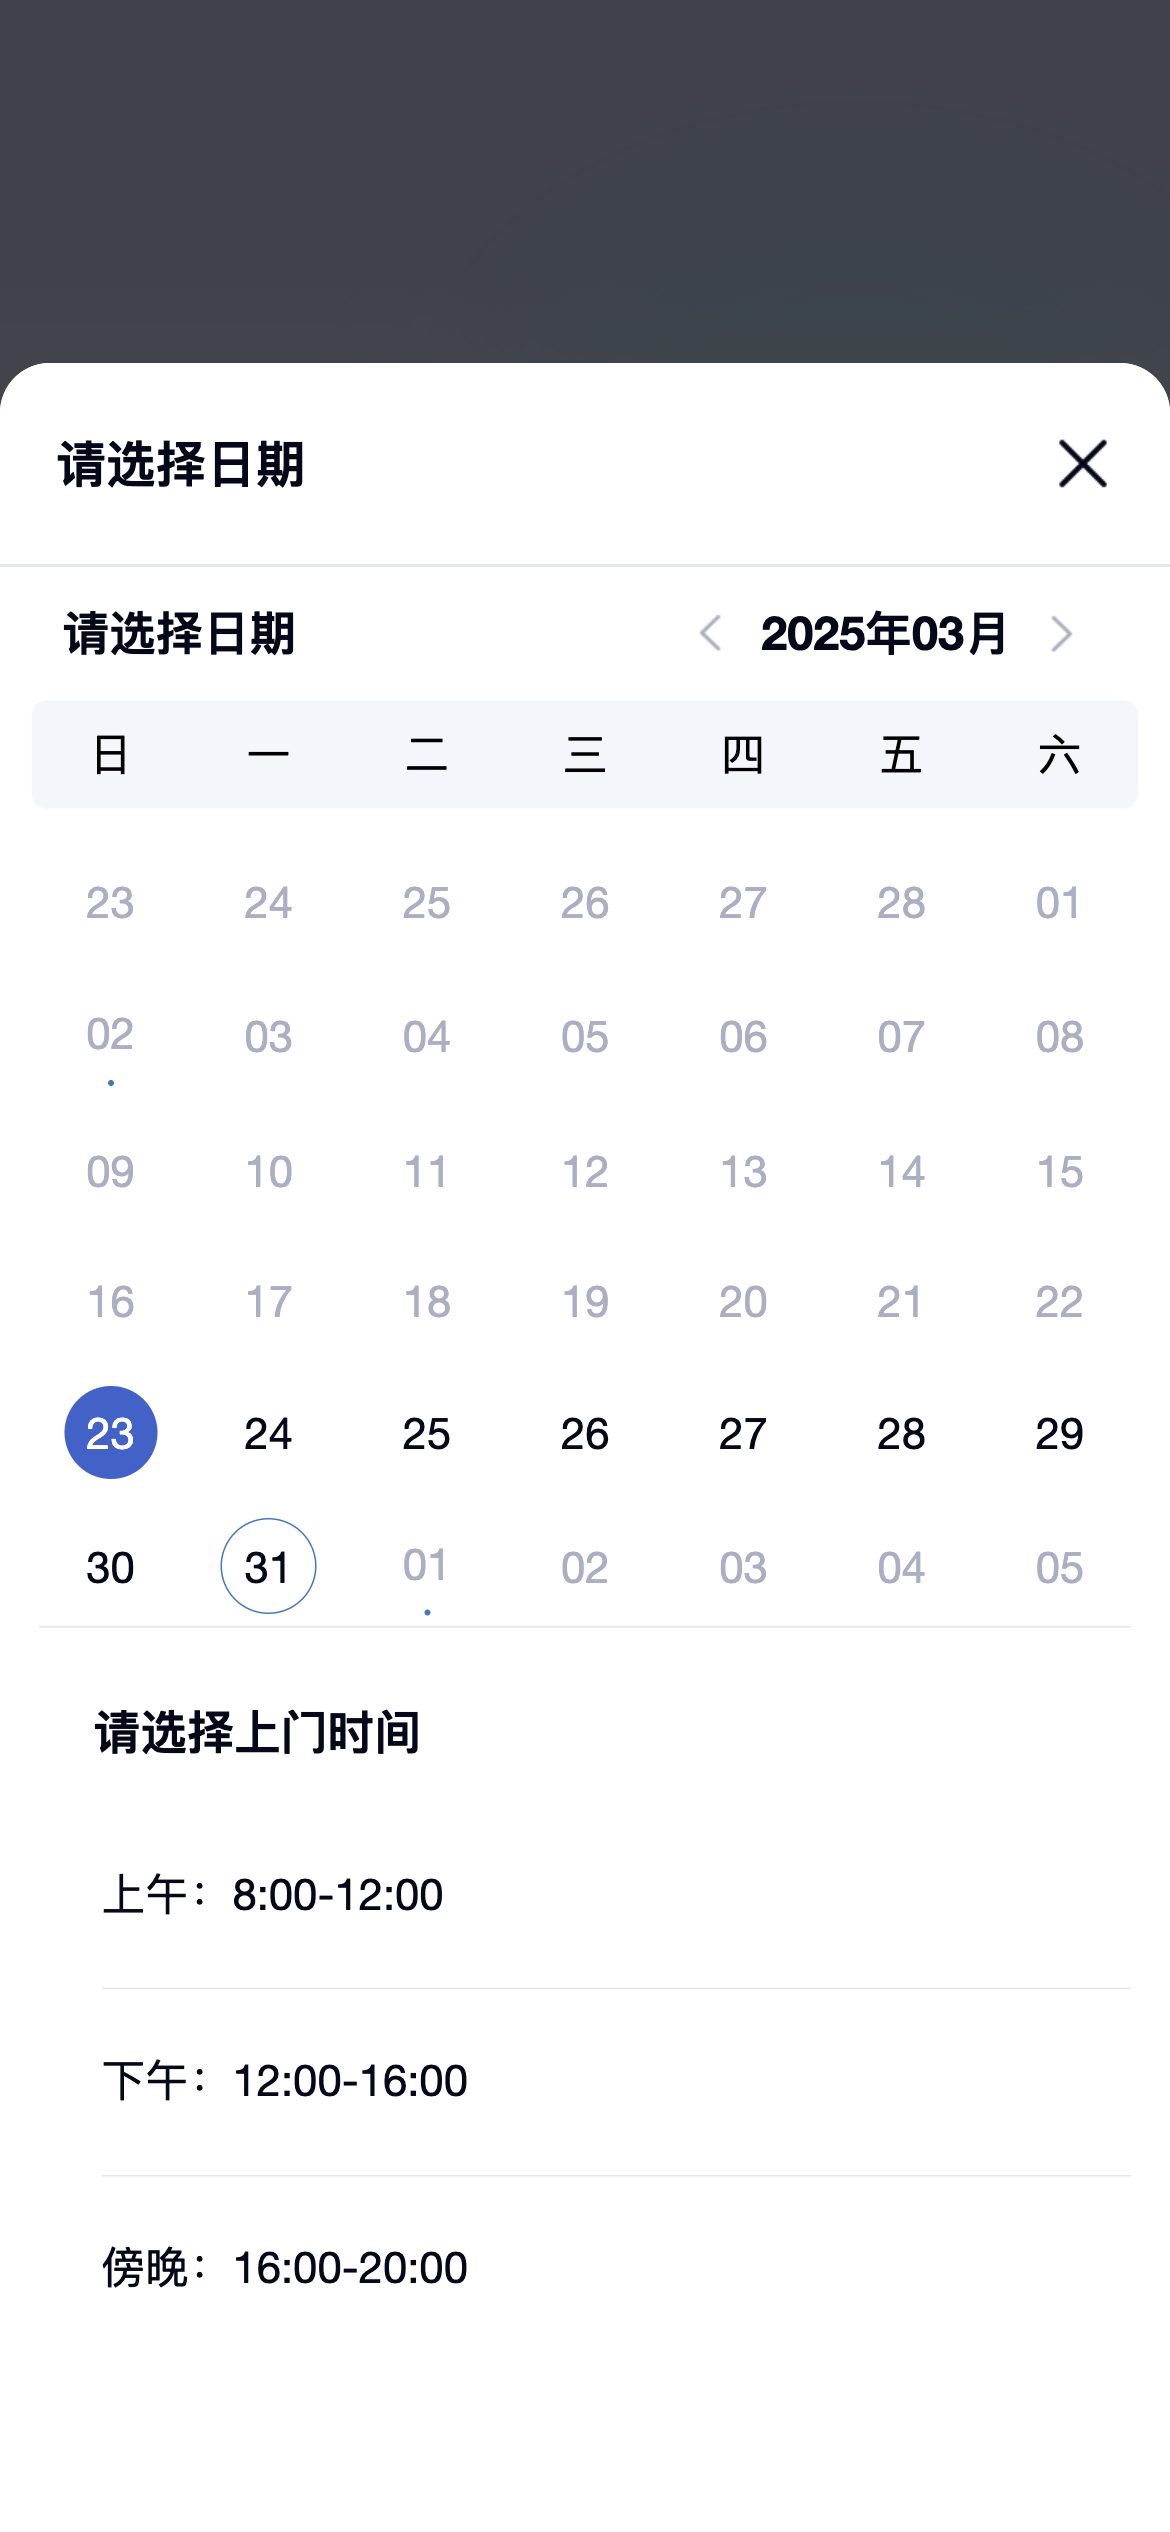 请选择日期
请选择日期 2025年03月
日 一 二 三 四 五 六
23 24 25 26 27 28 01
02 03 04 05 06 07 08
09 10 11 12 13 14 15
16 17 18 19 20 21 22
23 24 25 26 27 28 29
30 31 01 02 03 04 05
请选择上门时间
上午：8:00-12:00
下午：12:00-16:00
傍晚：16:00-20:00